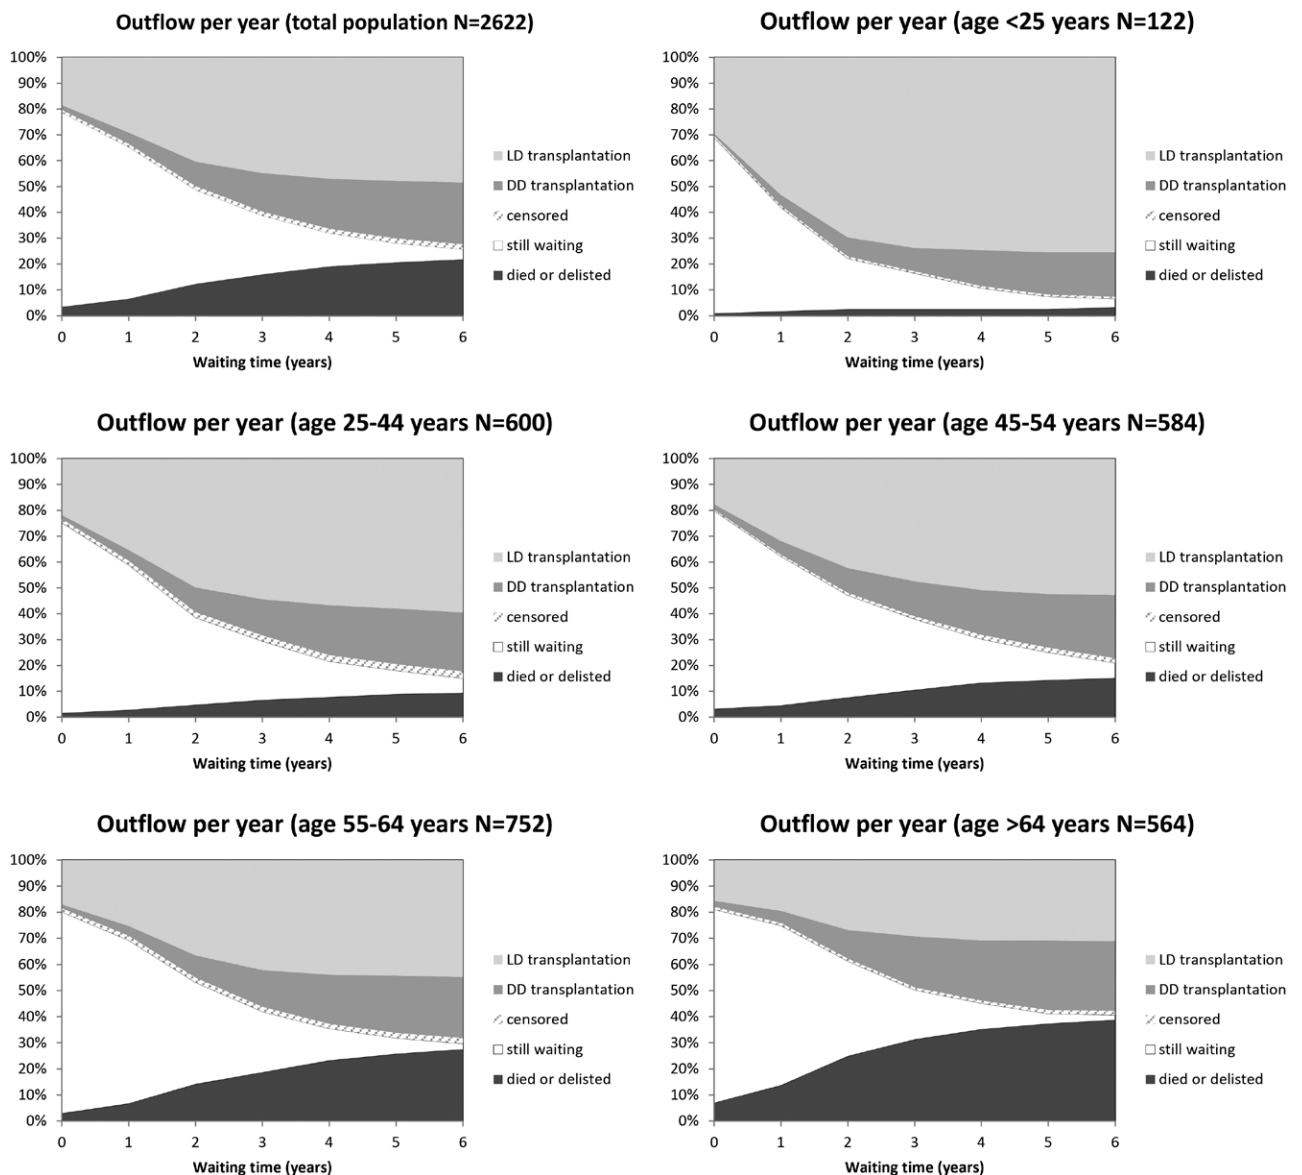 Outflow per year (total population N=2622)
100%
90%
80%
70%
60%
50%
40%
30%
20%
10%
0%
0 1 2 3 4 5 6
Waiting time (years)
LD transplantation
DD transplantation
censored
still waiting
died or delisted
Outflow per year (age <25 years N=122)
100%
90%
80%
70%
60%
50%
40%
30%
20%
10%
0%
0 1 2 3 4 5 6
Waiting time (years)
LD transplantation
DD transplantation
censored
still waiting
died or delisted
Outflow per year (age 25-44 years N=600)
100%
90%
80%
70%
60%
50%
40%
30%
20%
10%
0%
0 1 2 3 4 5 6
Waiting time (years)
LD transplantation
DD transplantation
censored
still waiting
died or delisted
Outflow per year (age 45-54 years N=584)
100%
90%
80%
70%
60%
50%
40%
30%
20%
10%
0%
0 1 2 3 4 5 6
Waiting time (years)
LD transplantation
DD transplantation
censored
still waiting
died or delisted
Outflow per year (age 55-64 years N=752)
100%
90%
80%
70%
60%
50%
40%
30%
20%
10%
0%
0 1 2 3 4 5 6
Waiting time (years)
LD transplantation
DD transplantation
censored
still waiting
died or delisted
Outflow per year (age >64 years N=564)
100%
90%
80%
70%
60%
50%
40%
30%
20%
10%
0%
0 1 2 3 4 5 6
Waiting time (years)
LD transplantation
DD transplantation
censored
still waiting
died or delisted